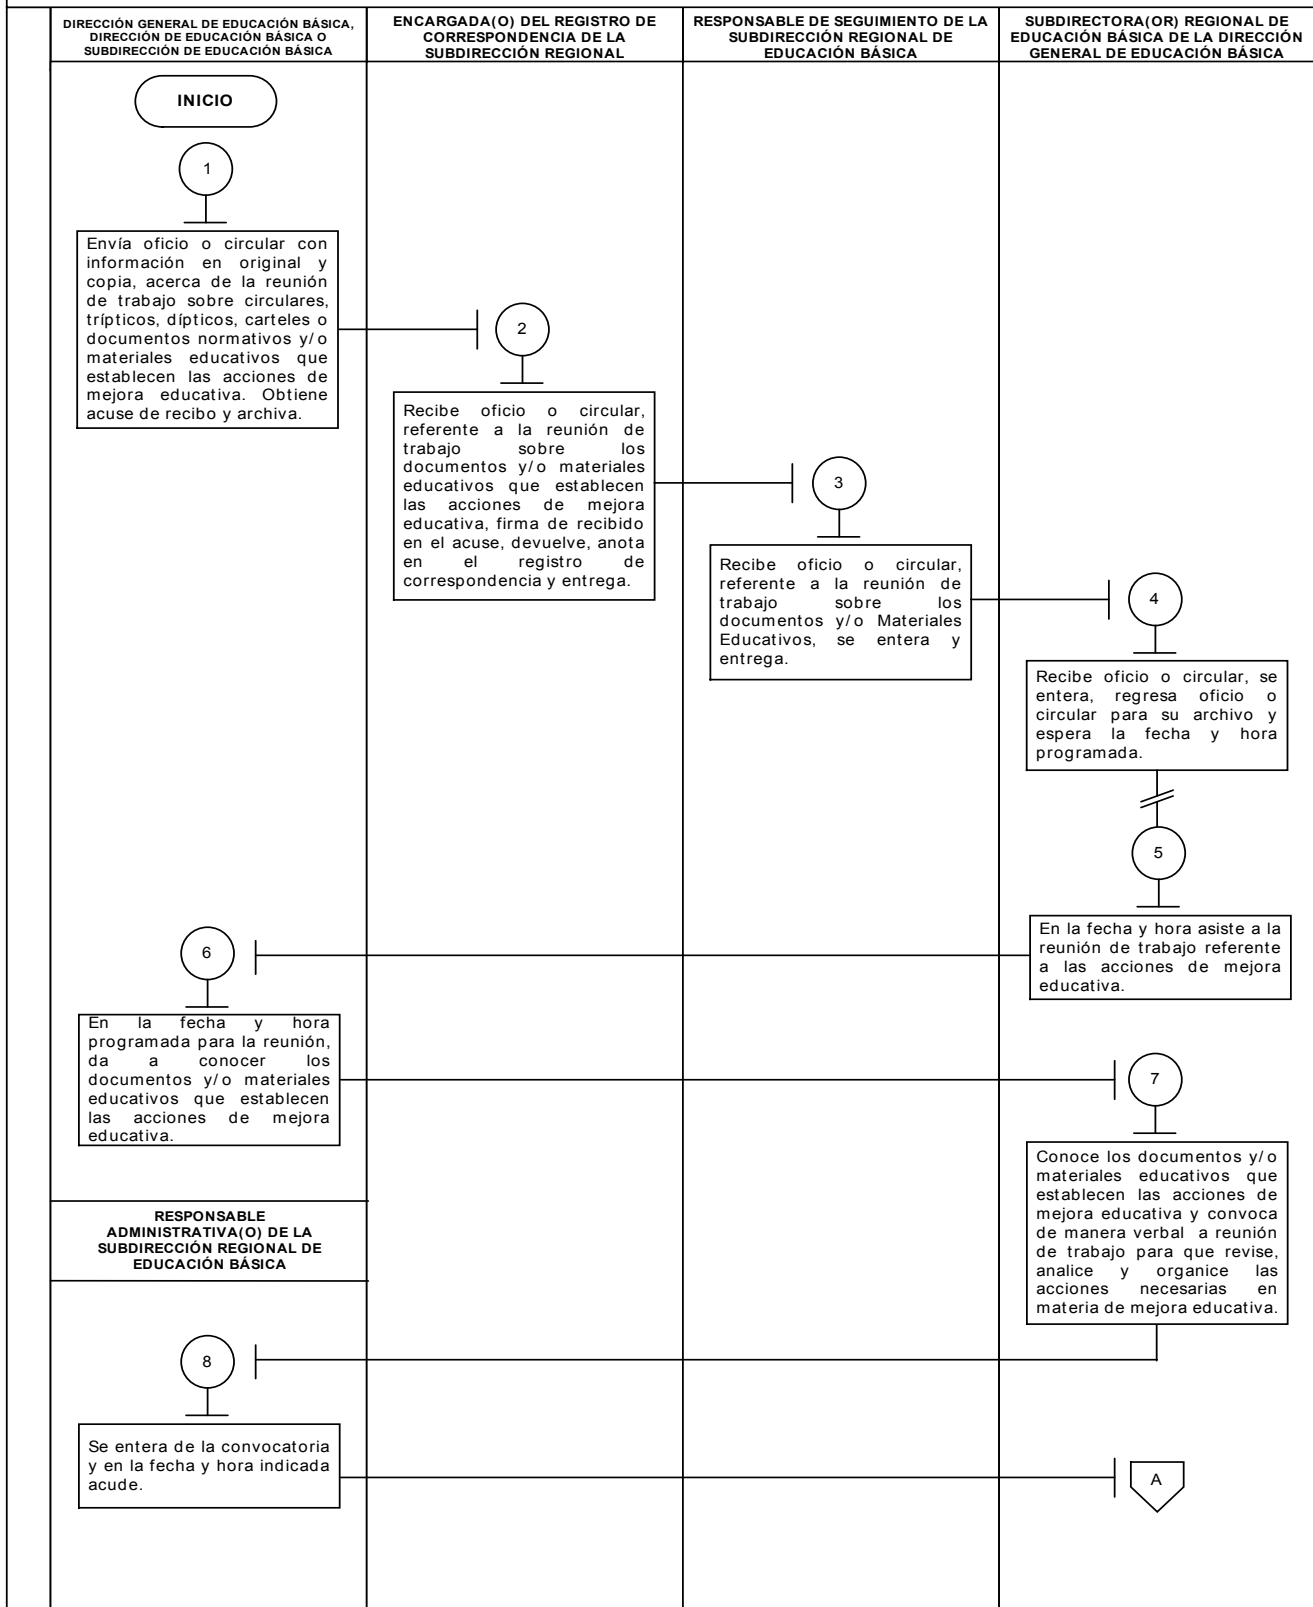 DIRECCIÓN GENERAL DE EDUCACIÓN BÁSICA,
DIRECCIÓN DE EDUCACIÓN BÁSICA O
SUBDIRECCIÓN DE EDUCACIÓN BÁSICA
ENCARGADA(O) DEL REGISTRO DE
CORRESPONDENCIA DE LA
SUBDIRECCIÓN REGIONAL
RESPONSABLE DE SEGUIMIENTO DE LA
SUBDIRECCIÓN REGIONAL DE
EDUCACIÓN BÁSICA
SUBDIRECTORA(OR) REGIONAL DE
EDUCACIÓN BÁSICA DE LA DIRECCIÓN
GENERAL DE EDUCACIÓN BÁSICA
INICIO
1
Envía oficio o circular con
información en original y
copia, acerca de la reunión
de trabajo sobre circulares,
trípticos, dípticos, carteles o
documentos normativos y/o
materiales educativos que
establecen las acciones de
mejora educativa. Obtiene
acuse de recibo y archiva.
2
Recibe oficio o circular,
referente a la reunión de
trabajo sobre los
documentos y/o materiales
educativos que establecen
las acciones de mejora
educativa, firma de recibido
en el acuse, devuelve, anota
en el registro de
correspondencia y entrega.
3
Recibe oficio o circular,
referente a la reunión de
trabajo sobre los
documentos y/o Materiales
Educativos, se entera y
entrega.
4
Recibe oficio o circular, se
entera, regresa oficio o
circular para su archivo y
espera la fecha y hora
programada.
5
En la fecha y hora asiste a la
reunión de trabajo referente
a las acciones de mejora
educativa.
6
En la fecha y hora
programada para la reunión,
da a conocer los
documentos y/o materiales
educativos que establecen
las acciones de mejora
educativa.
7
Conoce los documentos y/o
materiales educativos que
establecen las acciones de
mejora educativa y convoca
de manera verbal a reunión
de trabajo para que revise,
analice y organice las
acciones necesarias en
materia de mejora educativa.
RESPONSABLE
ADMINISTRATIVA(O) DE LA
SUBDIRECCIÓN REGIONAL DE
EDUCACIÓN BÁSICA
8
Se entera de la convocatoria
y en la fecha y hora indicada
acude.
A